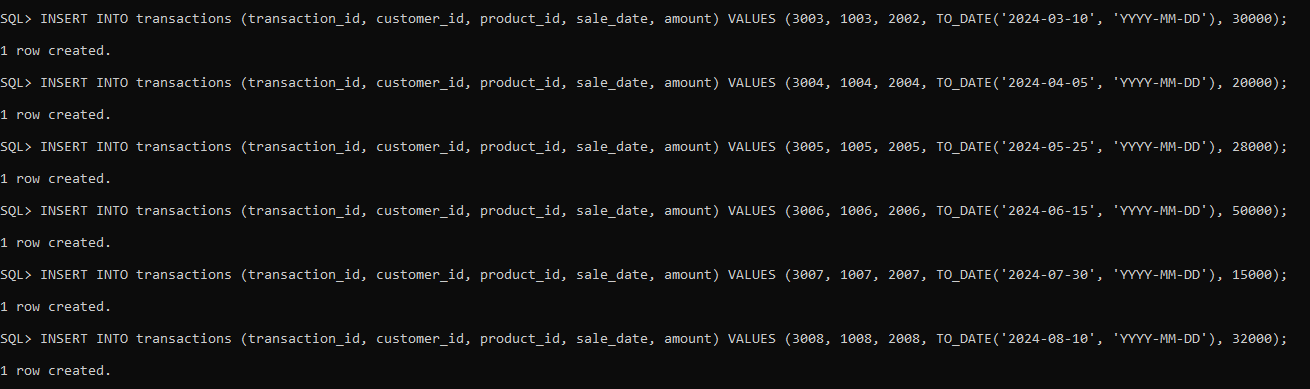 SQL> INSERT INTO transactions (transaction_id, customer_id, product_id, sale_date, amount) VALUES (3003, 1003, 2002, TO_DATE('2024-03-10', 'YYYY-MM-DD'), 30000);
1 row created.
SQL> INSERT INTO transactions (transaction_id, customer_id, product_id, sale_date, amount) VALUES (3004, 1004, 2004, TO_DATE('2024-04-05', 'YYYY-MM-DD'), 20000);
1 row created.
SQL> INSERT INTO transactions (transaction_id, customer_id, product_id, sale_date, amount) VALUES (3005, 1005, 2005, TO_DATE('2024-05-25', 'YYYY-MM-DD'), 28000);
1 row created.
SQL> INSERT INTO transactions (transaction_id, customer_id, product_id, sale_date, amount) VALUES (3006, 1006, 2006, TO_DATE('2024-06-15', 'YYYY-MM-DD'), 50000);
1 row created.
SQL> INSERT INTO transactions (transaction_id, customer_id, product_id, sale_date, amount) VALUES (3007, 1007, 2007, TO_DATE('2024-07-30', 'YYYY-MM-DD'), 15000);
1 row created.
SQL> INSERT INTO transactions (transaction_id, customer_id, product_id, sale_date, amount) VALUES (3008, 1008, 2008, TO_DATE('2024-08-10', 'YYYY-MM-DD'), 32000);
1 row created.